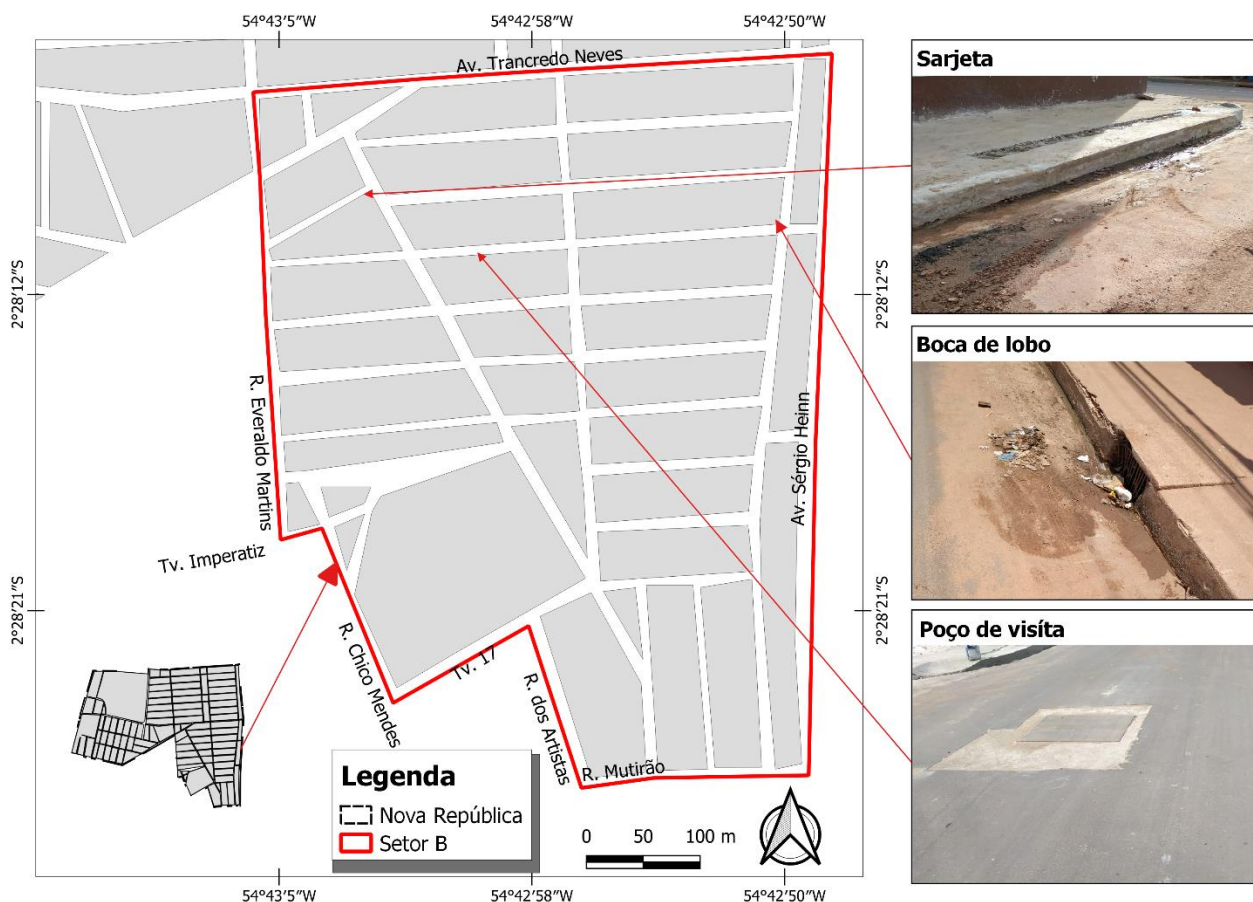 54°43′5″W 54°42′58″W 54°42′50″W
Av. Trancredo Neves
Sarjeta
2°28′12″S 2°28′12″S
Boca de lobo
R. Everaldo Martins
Av. Sérgio Heinn
Tv. Imperatiz
2°28′21″S 2°28′21″S
Poço de visíta
R. Chico Mendes
Tv. 17
R. dos Artistas
R. Mutirão
Legenda
Nova República
Setor B
0 50 100 m
54°43′5″W 54°42′58″W 54°42′50″W